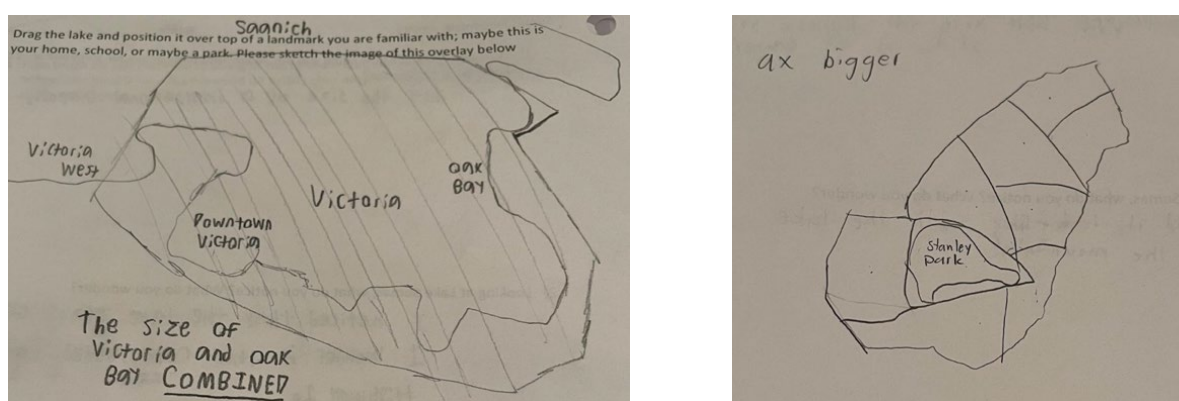 Saanich
Drag the lake and position it over top of a landmark you are familiar with; maybe this is
your home, school, or maybe a park. Please sketch the image of this overlay below
Victoria
West
Oak
Bay
Victoria
Downtown
Victoria
The size of
Victoria and Oak
Bay COMBINED
ax bigger
Stanley
park